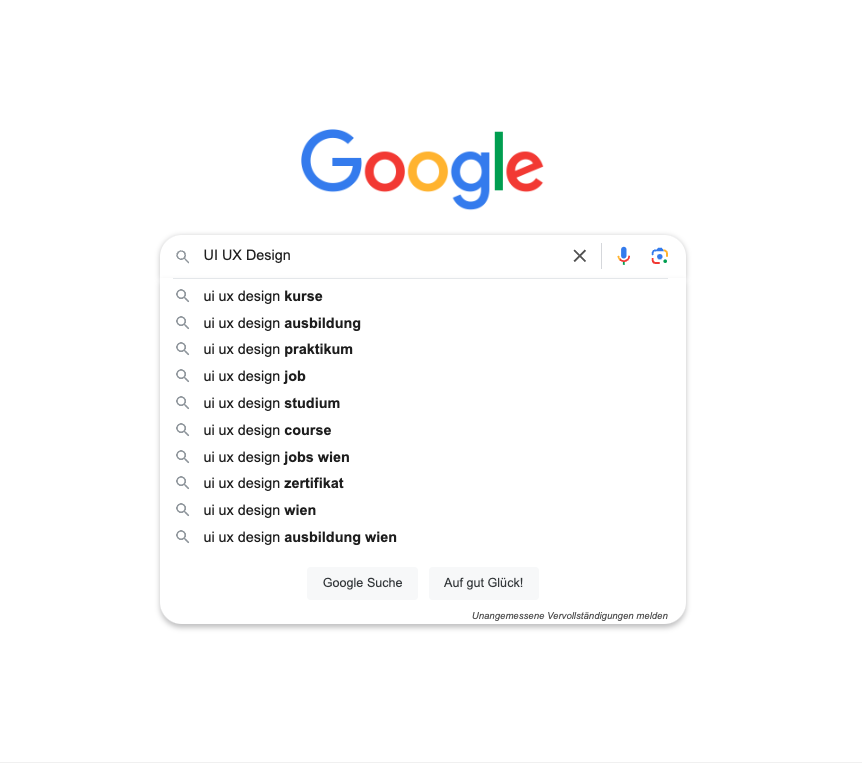 Google
UI UX Design
ui ux design kurse
ui ux design ausbildung
ui ux design praktikum
ui ux design job
ui ux design studium
ui ux design course
ui ux design jobs wien
ui ux design zertifikat
ui ux design wien
ui ux design ausbildung wien
Google Suche Auf gut Glück!
Unangemessene Vervollständigungen melden